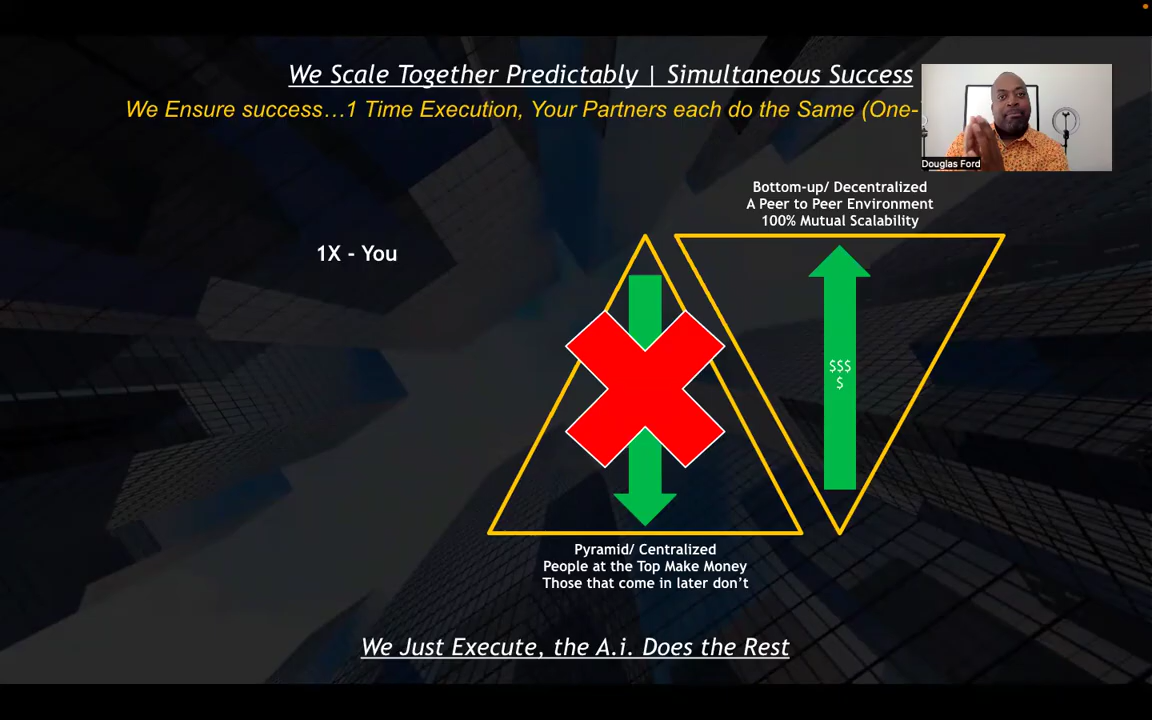 We Scale Together Predictably | Simultaneous Success
We Ensure success...1 Time Execution, Your Partners each do the Same (One-
Douglas Ford
Bottom-up/ Decentralized
A Peer to Peer Environment
100% Mutual Scalability
1X - You
$$$
$
Pyramid/ Centralized
People at the Top Make Money
Those that come in later don't
We Just Execute, the A.i. Does the Rest